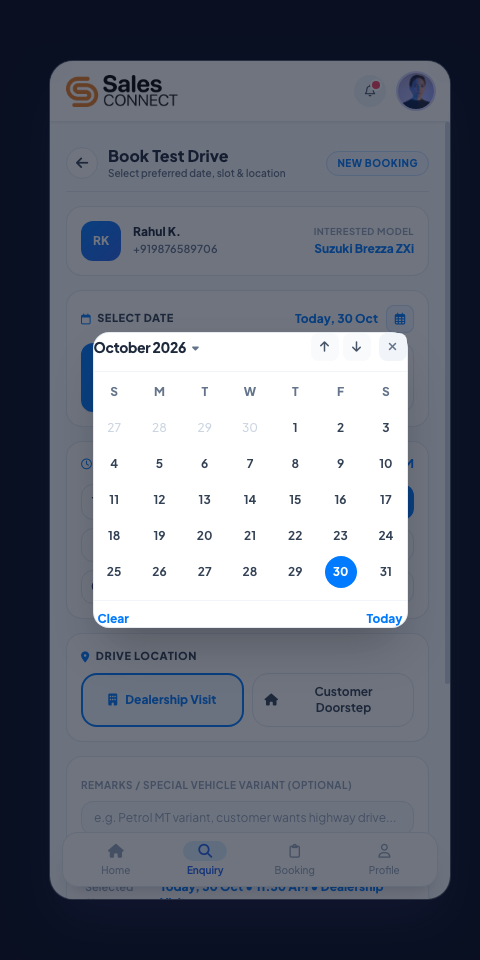 Sales
CONNECT
Book Test Drive
Select preferred date, slot & location
NEW BOOKING
RK
Rahul K.
+919876589706
INTERESTED MODEL
Suzuki Brezza ZXi
SELECT DATE
Today, 30 Oct
October 2026
S M T W T F S
27 28 29 30 1 2 3
4 5 6 7 8 9 10
11 12 13 14 15 16 17
18 19 20 21 22 23 24
25 26 27 28 29 30 31
Clear
Today
DRIVE LOCATION
Dealership Visit
Customer
Doorstep
REMARKS / SPECIAL VEHICLE VARIANT (OPTIONAL)
e.g. Petrol MT variant, customer wants highway drive...
Home
Enquiry
Booking
Profile
Selected
Today, 30 Oct • 11:30 AM • Dealership